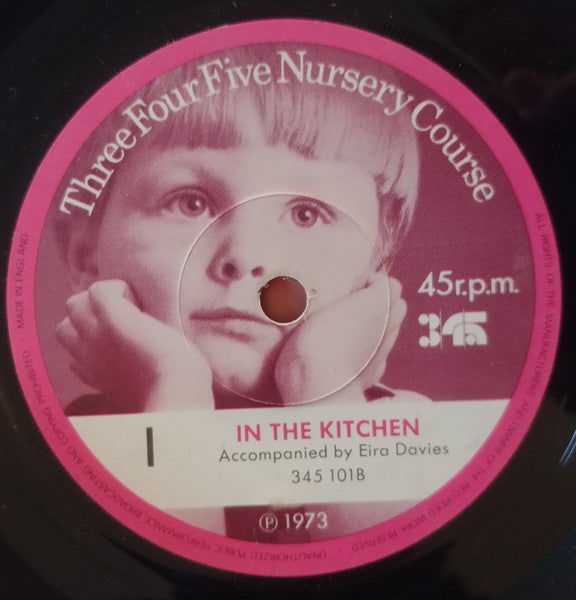 Three Four Five Nursery Course
45r.p.m.
345
1
IN THE KITCHEN
Accompanied by Eira Davies
345 101B
℗ 1973
ALL RIGHTS OF THE MANUFACTURERS AND OWNER OF THE RECORDED WORK RESERVED · UNAUTHORIZED PUBLIC PERFORMANCE BROADCASTING AND COPYING PROHIBITED · MADE IN ENGLAND